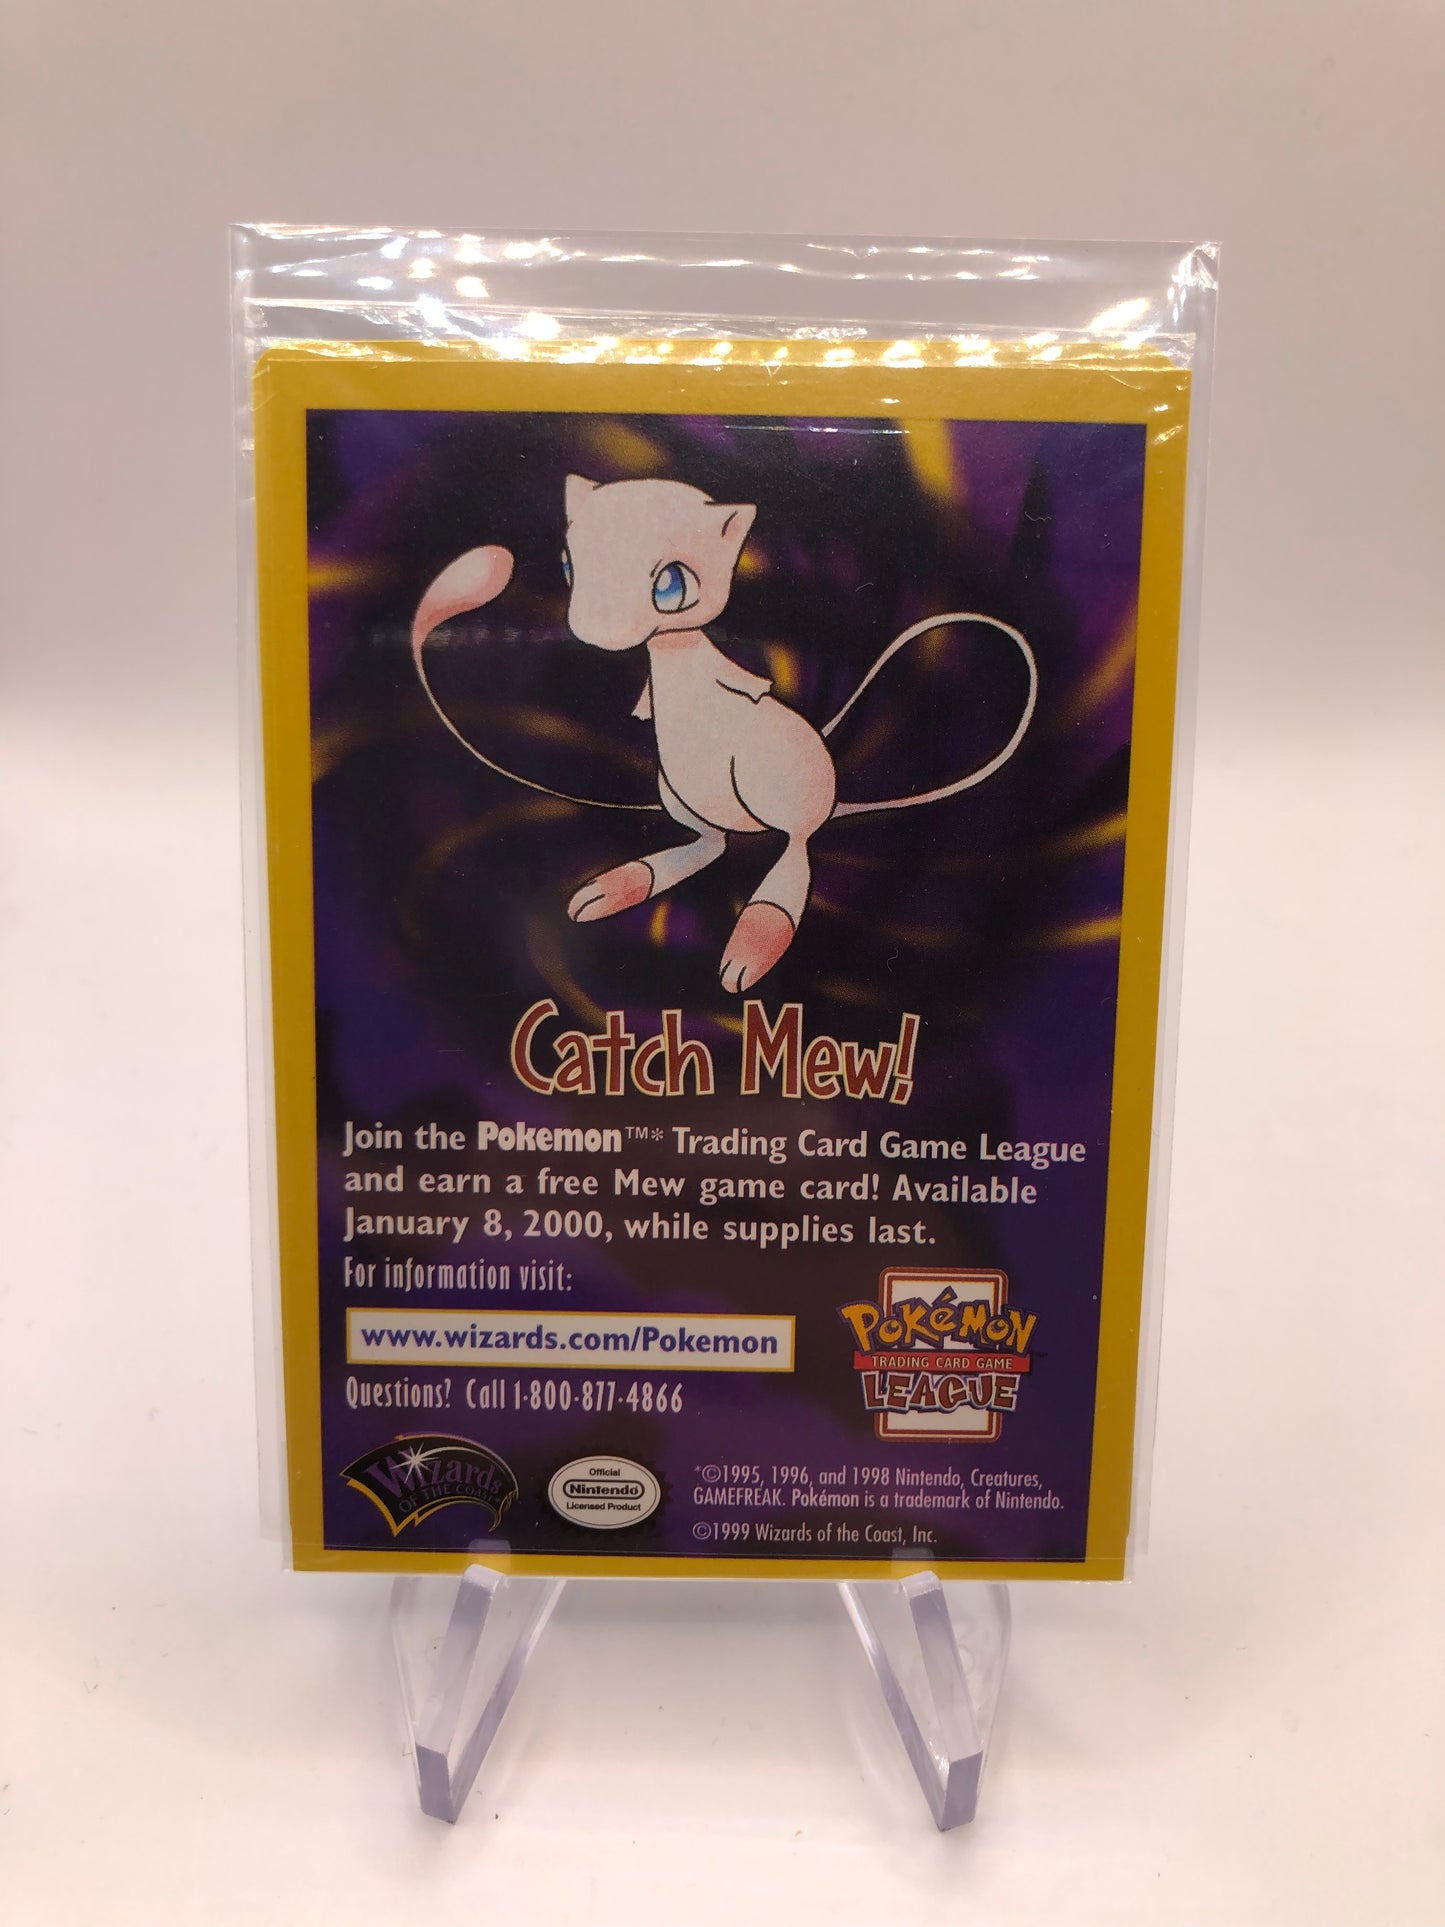 Catch Mew!
Join the Pokemon™* Trading Card Game League
and earn a free Mew game card! Available
January 8, 2000, while supplies last.
For information visit:
www.wizards.com/Pokemon
Questions? Call 1-800-877-4866
POKéMON
TRADING CARD GAME
LEAGUE
Wizards
OF THE COAST
Official
Nintendo
Licensed Product
*©1995, 1996, and 1998 Nintendo, Creatures,
GAMEFREAK. Pokémon is a trademark of Nintendo.
©1999 Wizards of the Coast, Inc.